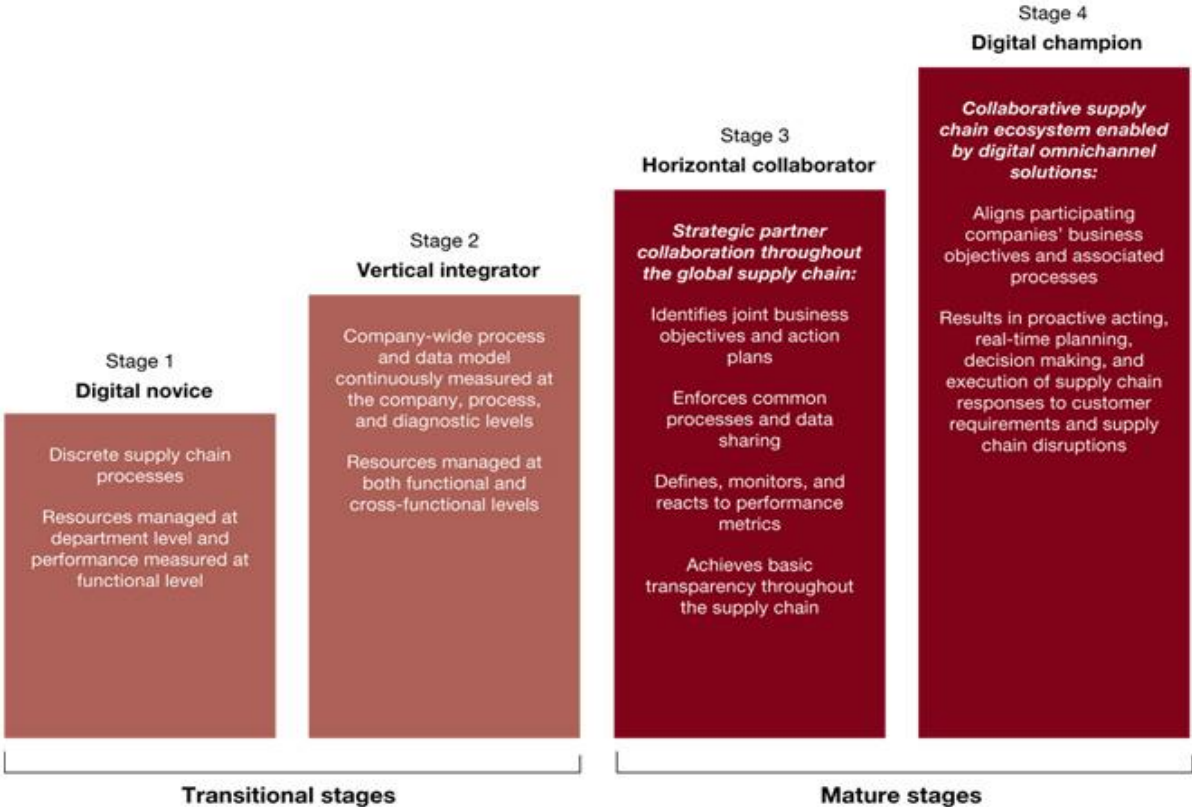 Stage 1
Digital novice
Discrete supply chain
processes
Resources managed at
department level and
performance measured at
functional level
Stage 2
Vertical integrator
Company-wide process
and data model
continuously measured at
the company, process,
and diagnostic levels
Resources managed at
both functional and
cross-functional levels
Stage 3
Horizontal collaborator
Strategic partner
collaboration throughout
the global supply chain:
Identifies joint business
objectives and action
plans
Enforces common
processes and data
sharing
Defines, monitors, and
reacts to performance
metrics
Achieves basic
transparency throughout
the supply chain
Stage 4
Digital champion
Collaborative supply
chain ecosystem enabled
by digital omnichannel
solutions:
Aligns participating
companies’ business
objectives and associated
processes
Results in proactive acting,
real-time planning,
decision making, and
execution of supply chain
responses to customer
requirements and supply
chain disruptions
Transitional stages
Mature stages